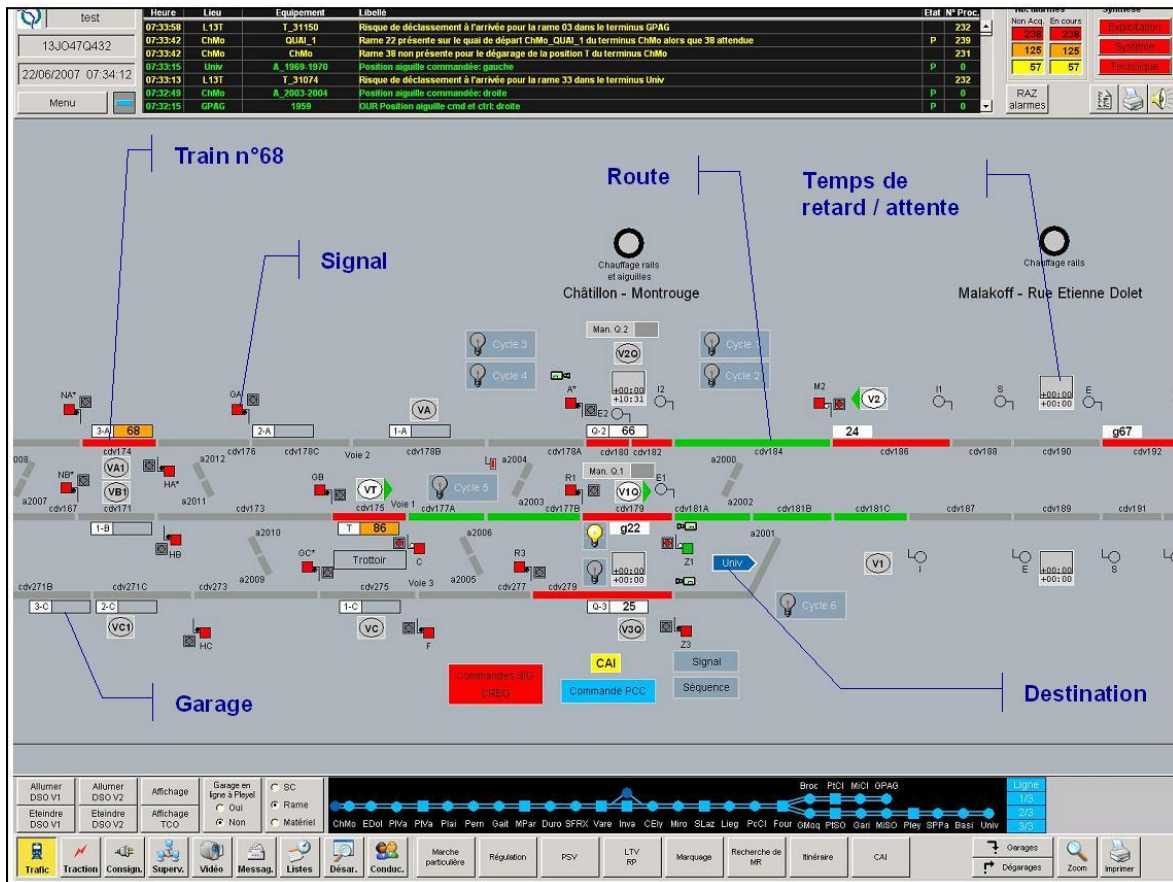 test
13JO47Q432
22/06/2007 07:34:12
Menu
Heure Lieu Equipement Libellé Etat N° Proc.
07:33:58 L13T T_31150 Risque de déclassement à l'arrivée pour la rame 03 dans le terminus GPAG 232
07:33:42 ChMo QUAI_1 Rame 22 présente sur le quai de départ ChMo_QUAI_1 du terminus ChMo alors que 38 attendue P 239
07:33:42 ChMo Rame 38 non présente pour le dégarage de la position T du terminus ChMo 231
07:33:15 Univ A_1969-1970 Position aiguille commandée: gauche P 0
07:33:13 L13T T_31074 Risque de déclassement à l'arrivée pour la rame 33 dans le terminus Univ 232
07:32:49 ChMo A_2003-2004 Position aiguille commandée: droite P 0
07:32:15 GPAG 1959 OUR Position aiguille cmd et ctrl: droite P 0
Nb. alarmes
Non Acq. En cours
238 238
125 125
57 57
RAZ alarmes
Synthèse
Exploitation
Système
Technique
Train n°68
Signal
Route
Temps de
retard / attente
Chauffage rails
et aiguilles
Châtillon - Montrouge
Chauffage rails
Malakoff - Rue Etienne Dolet
Man. Q.2
Cycle 3
Cycle 4
V2Q
Cycle 1
Cycle 2
+00:00
+10:31
+00:00
+00:00
NA* GA VA A* E2 I2 M2 V2 I1 S E
3-A 68 2-A 1-A Q-2 66 24 g67
cdv174 cdv176 cdv178C Voie 2 cdv178B cdv178A cdv180 cdv182 cdv184 cdv186 cdv188 cdv190 cdv192
a2012 a2004 a2000
NB* VA1 VB1 HA* GB VT Cycle 5 R1 Man. Q.1 V1Q E1
a2007 a2011 a2003 a2002
cdv167 cdv171 cdv173 cdv175 Voie 1 cdv177A cdv177B cdv179 cdv181A cdv181B cdv181C cdv187 cdv189 cdv191
1-B T 86 g22
HB a2010 GC* Trottoir C a2006 R3 Z1 Univ a2001 V1 I E S
+00:00
+00:00
+00:00
+00:00
a2009 a2005
cdv271B cdv271C cdv273 cdv275 Voie 3 cdv277 cdv279
3-C 2-C 1-C Q-3 25
VC1 HC VC F V3Q Z3 Cycle 6
Commandes SIG
CAI
Commande PCC
Signal
Séquence
Garage
Destination
Allumer DSO V1
Allumer DSO V2
Affichage
Eteindre DSO V1
Eteindre DSO V2
Affichage TCO
Garage en ligne à Pleyel
Oui
Non
SC
Rame
Matériel
Broc PtCl MiCl GPAG
ChMo EDol PlVa PtVa Plai Pern Gait MPar Duro SFRX Vare Inva CEly Miro SLaz Lieg PcCl Four GMoq PtSO Gari MiSO Pley SPPa Basi Univ
Ligne
1/3
2/3
3/3
Trafic Traction Consign. Superv. Vidéo Messag. Listes Désar. Conduc.
Marche particulière
Régulation
PSV
LTV RP
Marquage
Recherche de MR
Itinéraire
CAI
Garages
Dégarages
Zoom
Imprimer